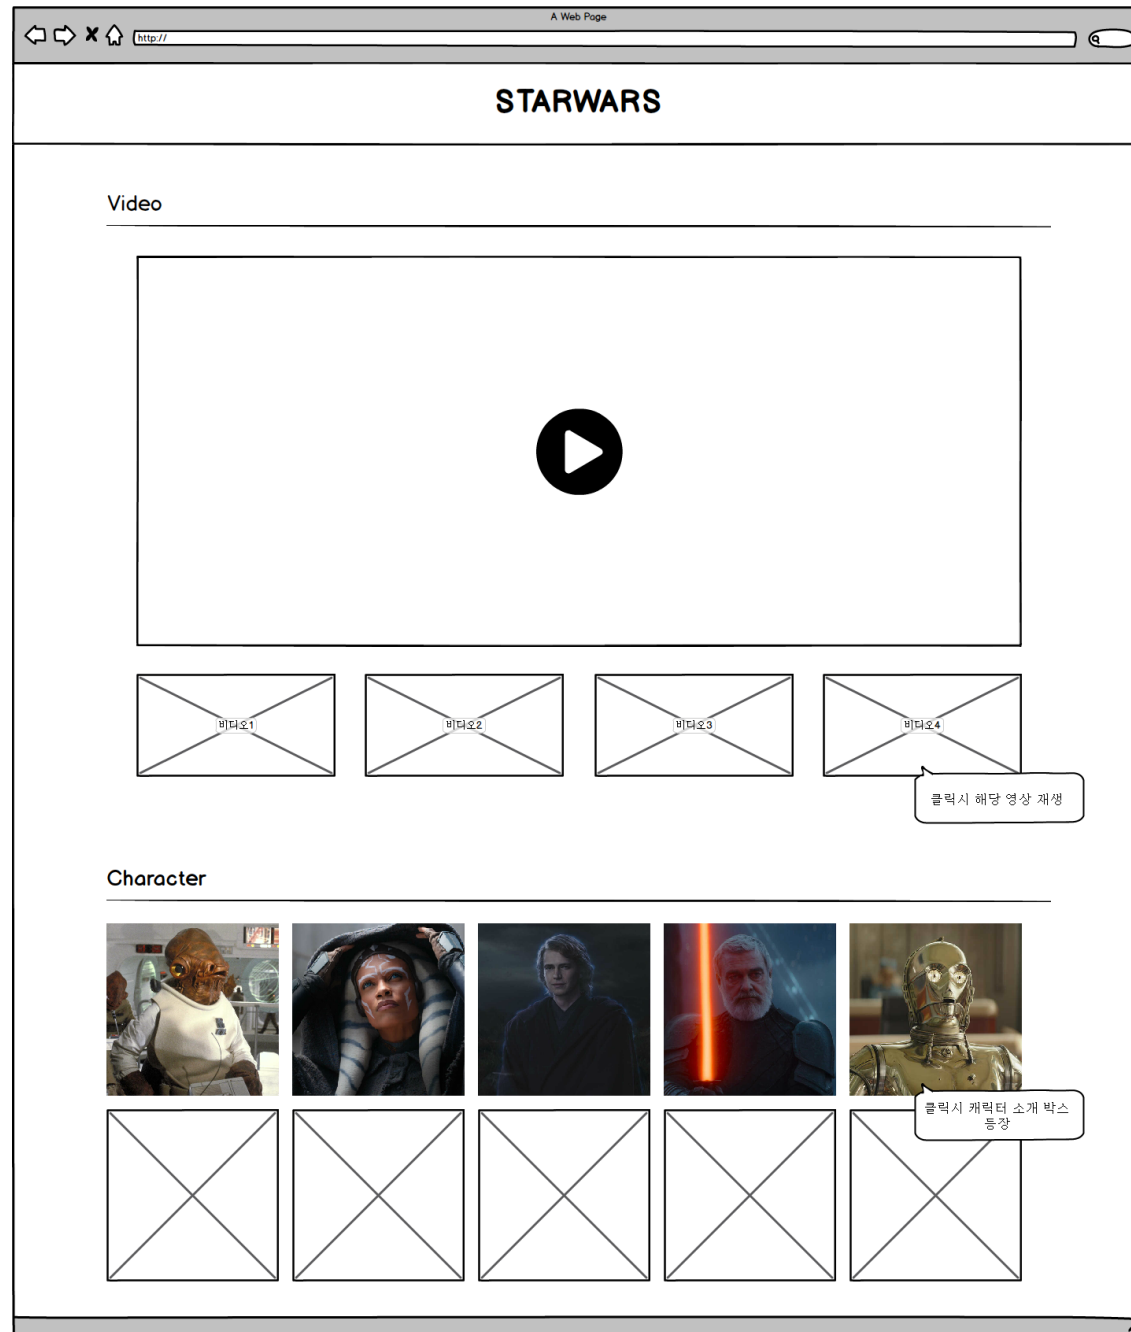 A Web Page
http://
STARWARS
Video
비디오1
비디오2
비디오3
비디오4
클릭시 해당 영상 재생
Character
클릭시 캐릭터 소개 박스
등장